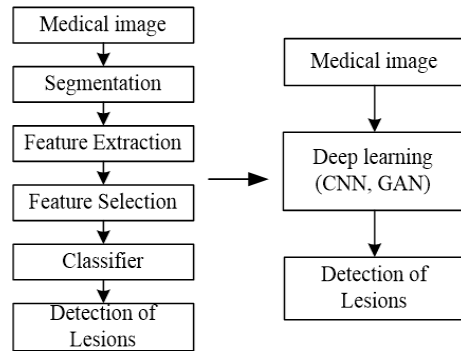 Medical image
Segmentation
Feature Extraction
Feature Selection
Classifier
Detection of
Lesions
Medical image
Deep learning
(CNN, GAN)
Detection of
Lesions